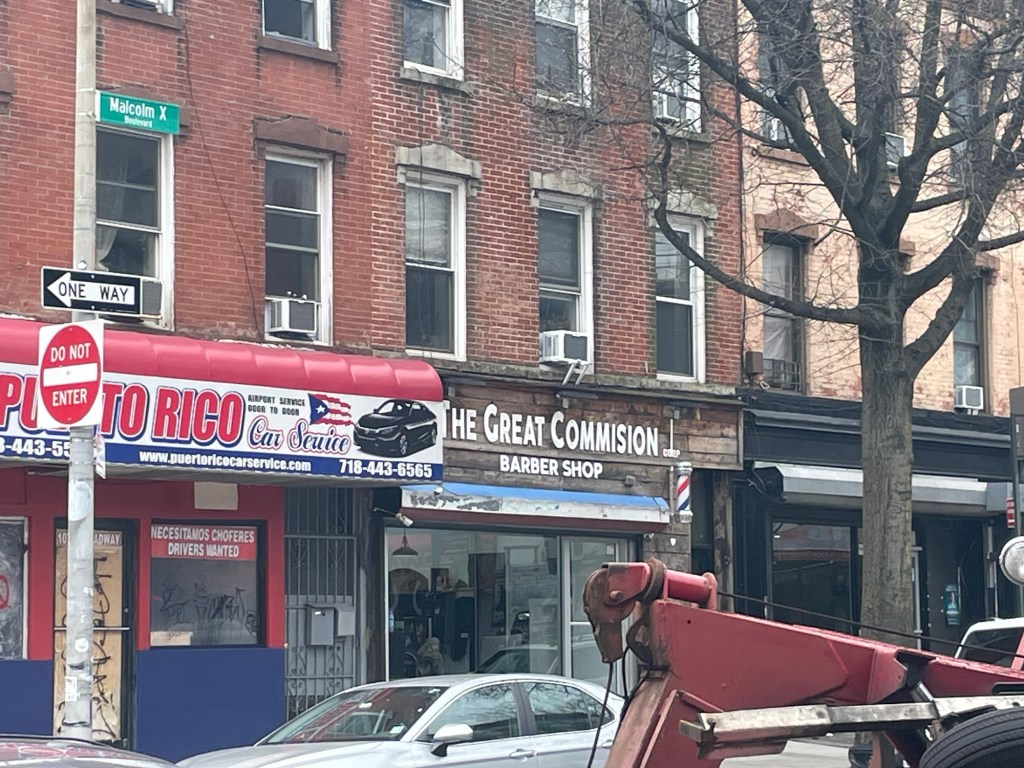 Malcolm X
Boulevard
ONE WAY
DO NOT
ENTER
PUERTO RICO
AIRPORT SERVICE
DOOR TO DOOR
Car Service
www.puertoricocarservice.com
718-443-6565
THE GREAT COMMISION CORP
BARBER SHOP
NECESITAMOS CHOFERES
DRIVERS WANTED